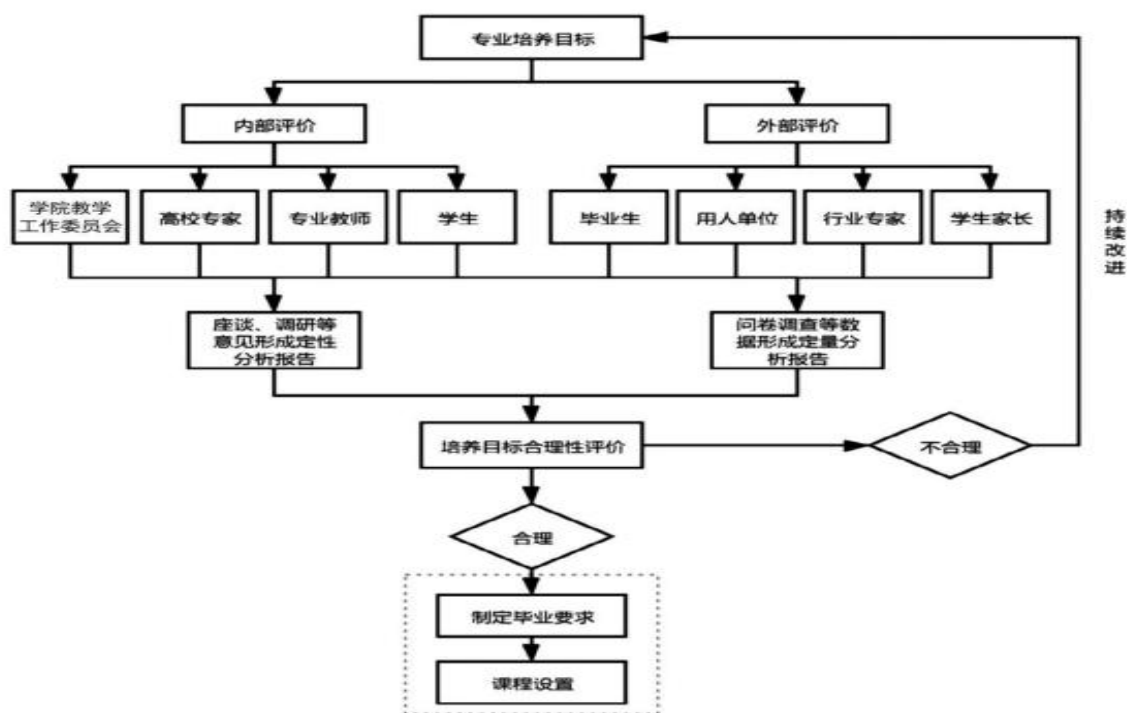 专业培养目标
内部评价
外部评价
学院教学
工作委员会
高校专家
专业教师
学生
毕业生
用人单位
行业专家
学生家长
持续改进
座谈、调研等
意见形成定性
分析报告
问卷调查等数
据形成定量分
析报告
培养目标合理性评价
不合理
合理
制定毕业要求
课程设置